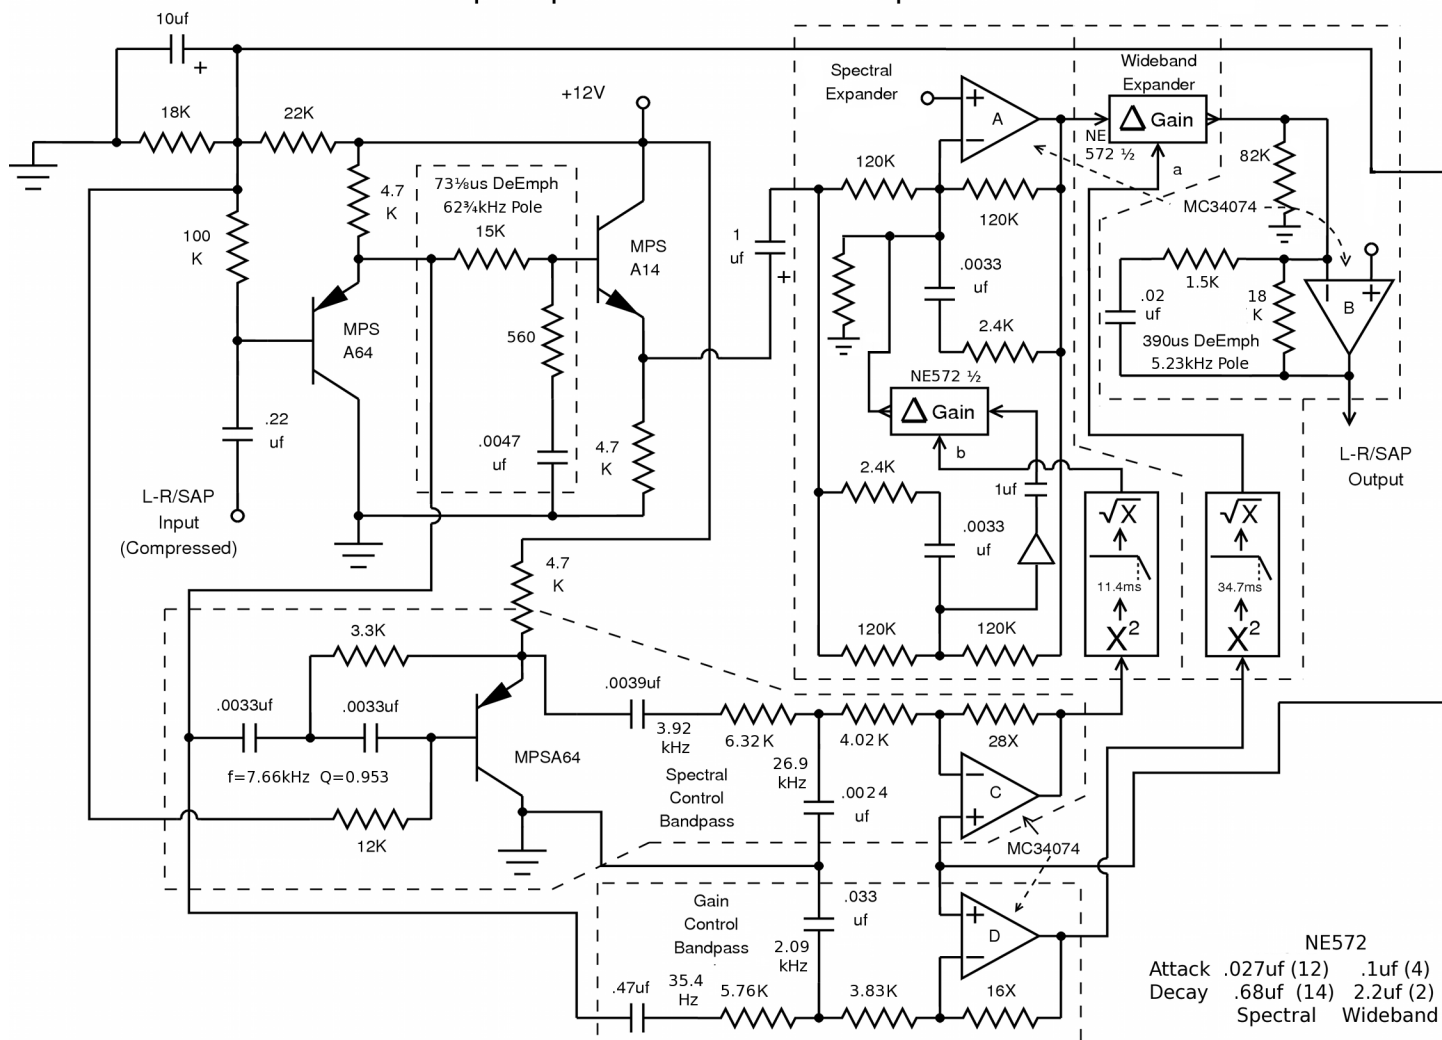 10uf
+
18K
22K
+12V
4.7
K
73⅛us DeEmph
62¾kHz Pole
15K
100
K
MPS
A14
MPS
A64
560
.22
uf
.0047
uf
4.7
K
L-R/SAP
Input
(Compressed)
1
uf
+
Spectral
Expander
+
A
−
Wideband
Expander
Δ Gain
NE
572 ½
a
82K
120K
120K
MC34074
.0033
uf
2.4K
.02
uf
1.5K
18
K
390us DeEmph
5.23kHz Pole
+
B
−
NE572 ½
Δ Gain
b
2.4K
1uf
.0033
uf
120K
120K
L-R/SAP
Output
√X
11.4ms
X²
√X
34.7ms
X²
4.7
K
3.3K
.0033uf
.0033uf
f=7.66kHz Q=0.953
12K
MPSA64
.0039uf
3.92
kHz
6.32K
4.02K
28X
Spectral
Control
Bandpass
26.9
kHz
.0024
uf
−
C
+
MC34074
Gain
Control
Bandpass
.033
uf
2.09
kHz
+
D
−
.47uf
35.4
Hz
5.76K
3.83K
16X
NE572
Attack .027uf (12) .1uf (4)
Decay .68uf (14) 2.2uf (2)
Spectral Wideband